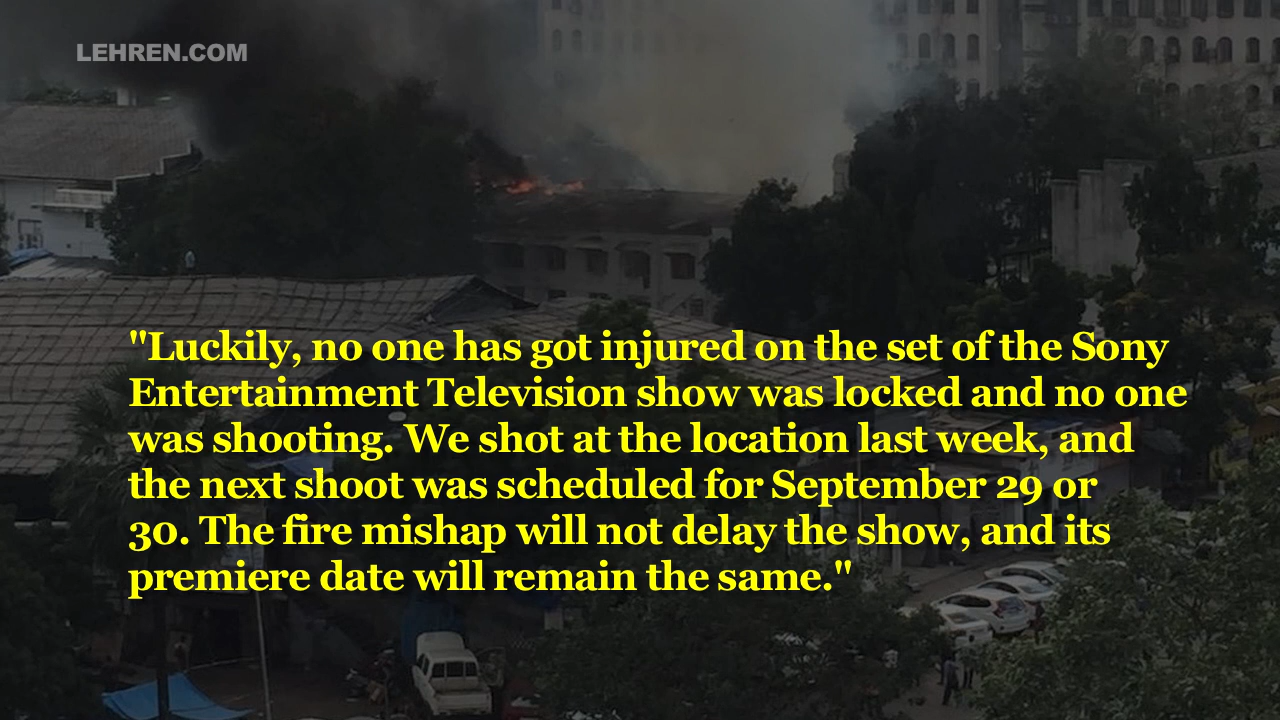 LEHREN.COM
"Luckily, no one has got injured on the set of the Sony
Entertainment Television show was locked and no one
was shooting. We shot at the location last week, and
the next shoot was scheduled for September 29 or
30. The fire mishap will not delay the show, and its
premiere date will remain the same."